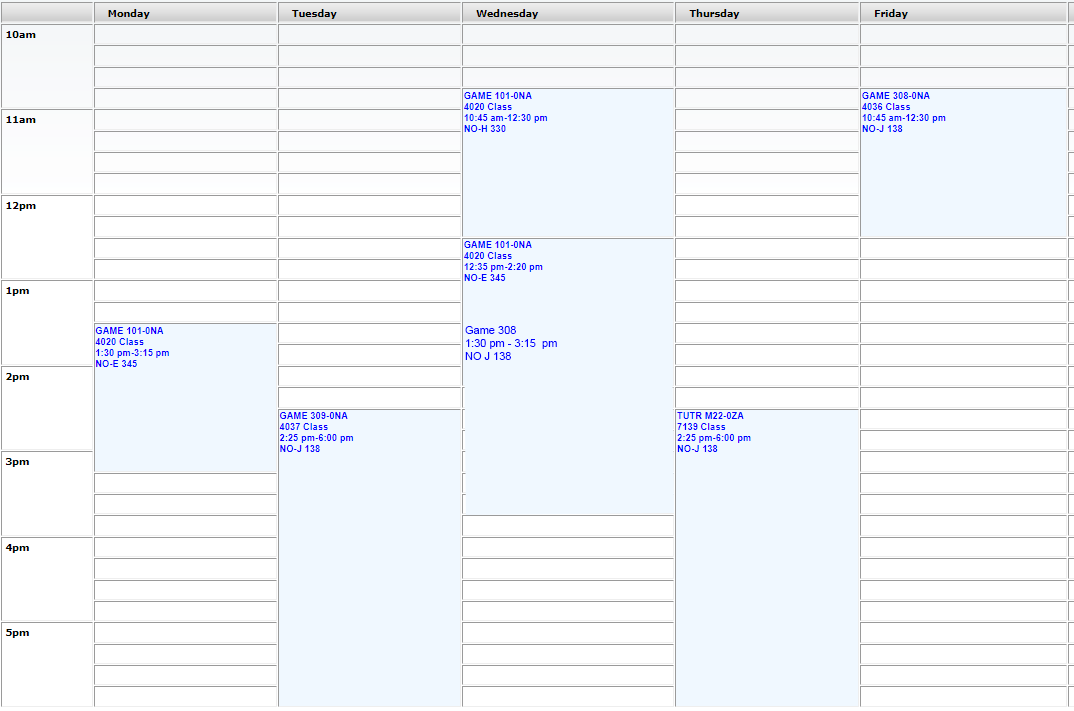 Monday Tuesday Wednesday Thursday Friday
10am
GAME 101-0NA
4020 Class
10:45 am-12:30 pm
NO-H 330
GAME 308-0NA
4036 Class
10:45 am-12:30 pm
NO-J 138
11am
12pm
GAME 101-0NA
4020 Class
12:35 pm-2:20 pm
NO-E 345
1pm
Game 308
1:30 pm - 3:15 pm
NO J 138
GAME 101-0NA
4020 Class
1:30 pm-3:15 pm
NO-E 345
2pm
GAME 309-0NA
4037 Class
2:25 pm-6:00 pm
NO-J 138
TUTR M22-0ZA
7139 Class
2:25 pm-6:00 pm
NO-J 138
3pm
4pm
5pm